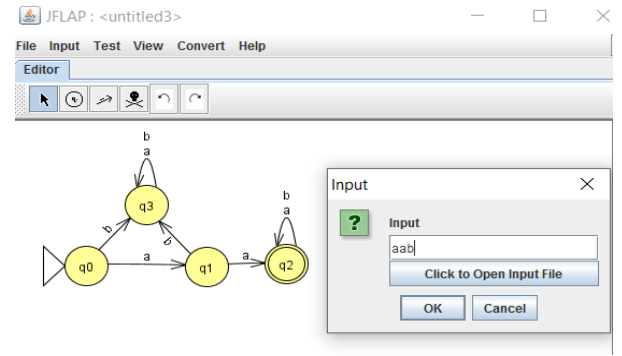 JFLAP : <untitled3>
File Input Test View Convert Help
Editor
b
a
q3
b
b
q0
a
q1
a
b
a
q2
Input
?
Input
aab
Click to Open Input File
OK Cancel